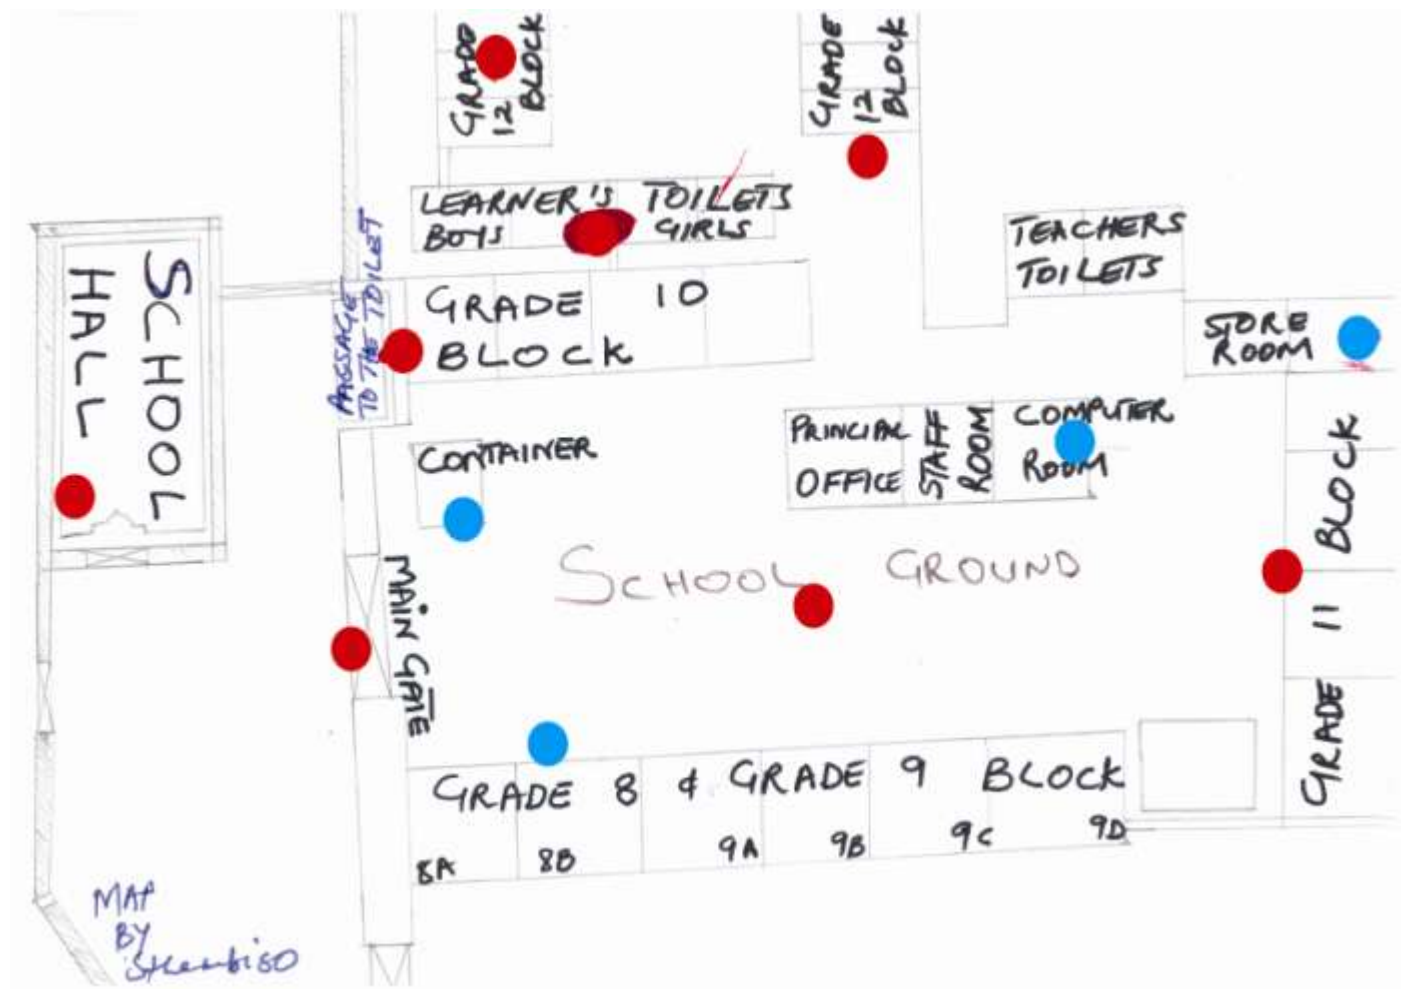 GRADE
12
BLOCK
GRADE
12
BLOCK
LEARNER'S TOILETS
BOYS GIRLS
TEACHERS
TOILETS
SCHOOL
HALL
PASSAGE
TO THE TOILET
GRADE 10
BLOCK
STORE
ROOM
CONTAINER
PRINCIPAL
OFFICE
STAFF
ROOM
COMPUTER
ROOM
GRADE 11 BLOCK
SCHOOL GROUND
MAIN GATE
GRADE 8 & GRADE 9 BLOCK
8A 8B 9A 9B 9C 9D
MAP
BY